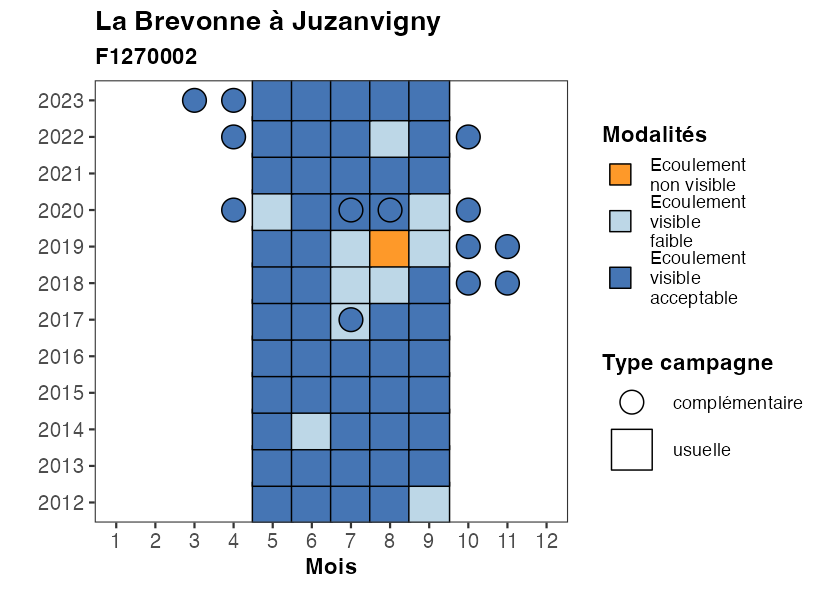 La Brevonne à Juzanvigny
F1270002
2023
2022
2021
2020
2019
2018
2017
2016
2015
2014
2013
2012
1 2 3 4 5 6 7 8 9 10 11 12
Mois
Modalités
Ecoulement
non visible
Ecoulement
visible
faible
Ecoulement
visible
acceptable
Type campagne
complémentaire
usuelle